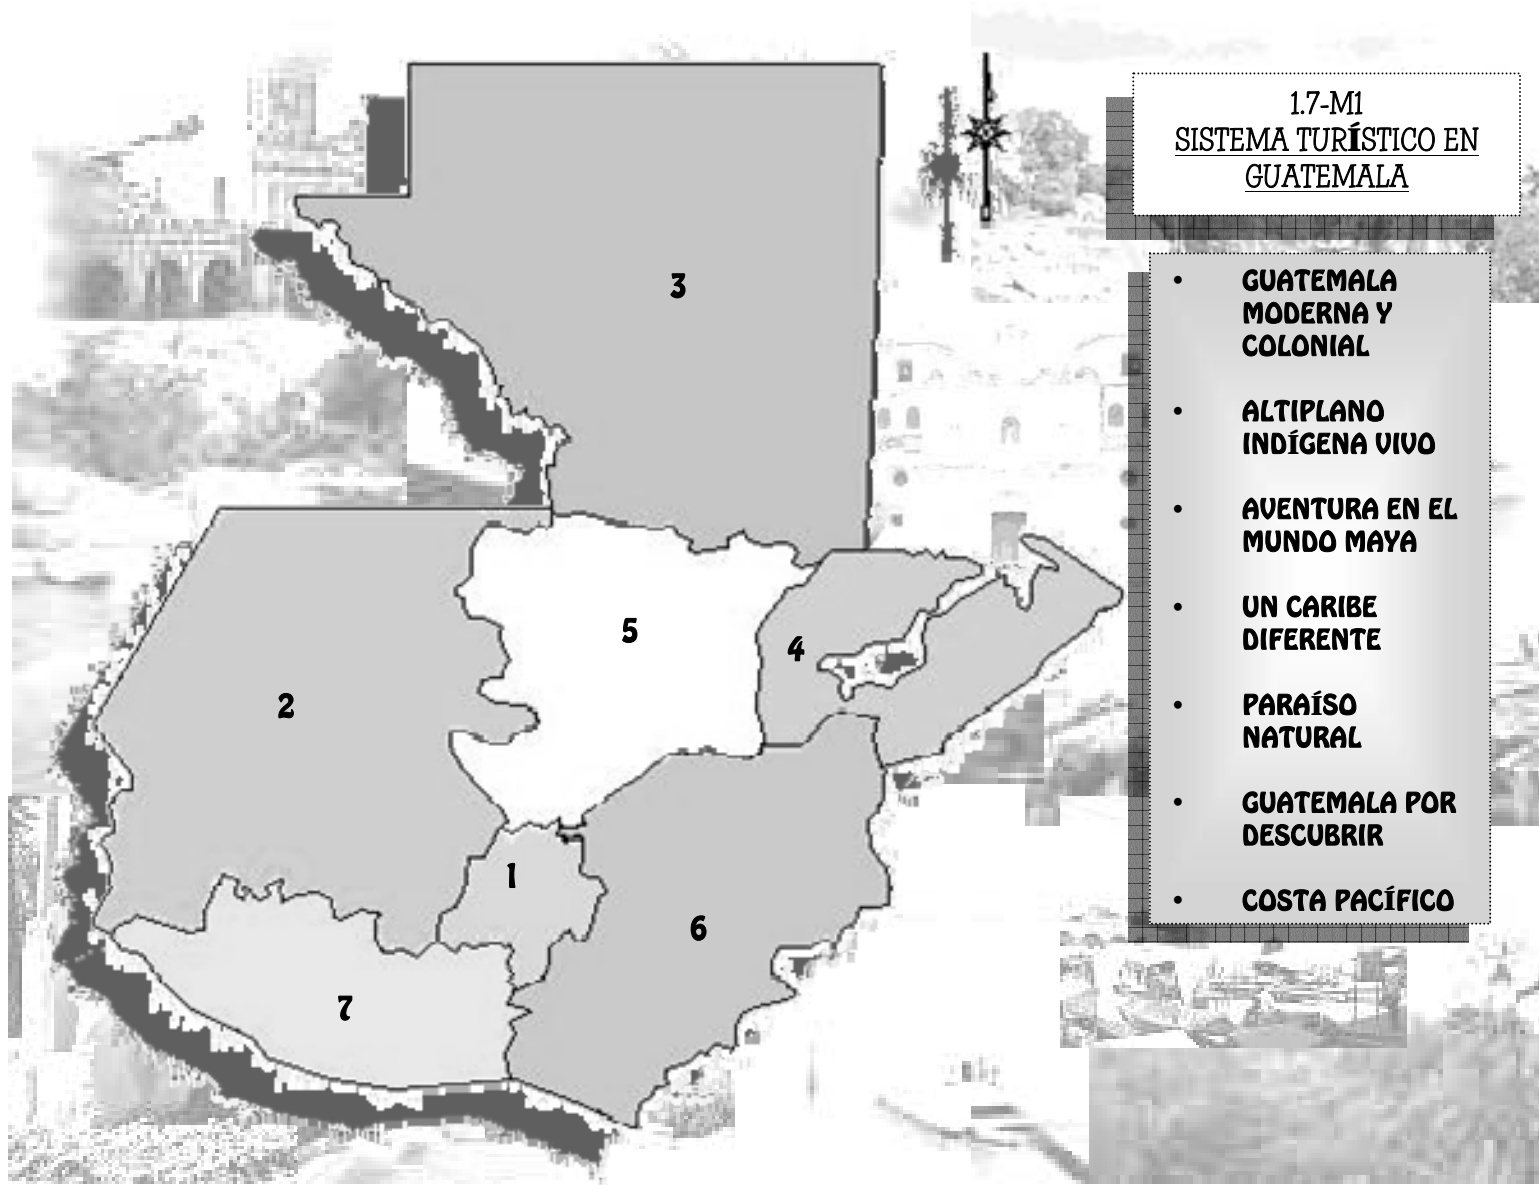 1.7-M1
SISTEMA TURÍSTICO EN
GUATEMALA
• GUATEMALA
MODERNA Y
COLONIAL
• ALTIPLANO
INDÍGENA VIVO
• AVENTURA EN EL
MUNDO MAYA
• UN CARIBE
DIFERENTE
• PARAÍSO
NATURAL
• GUATEMALA POR
DESCUBRIR
• COSTA PACÍFICO
3
5
4
2
1
6
7